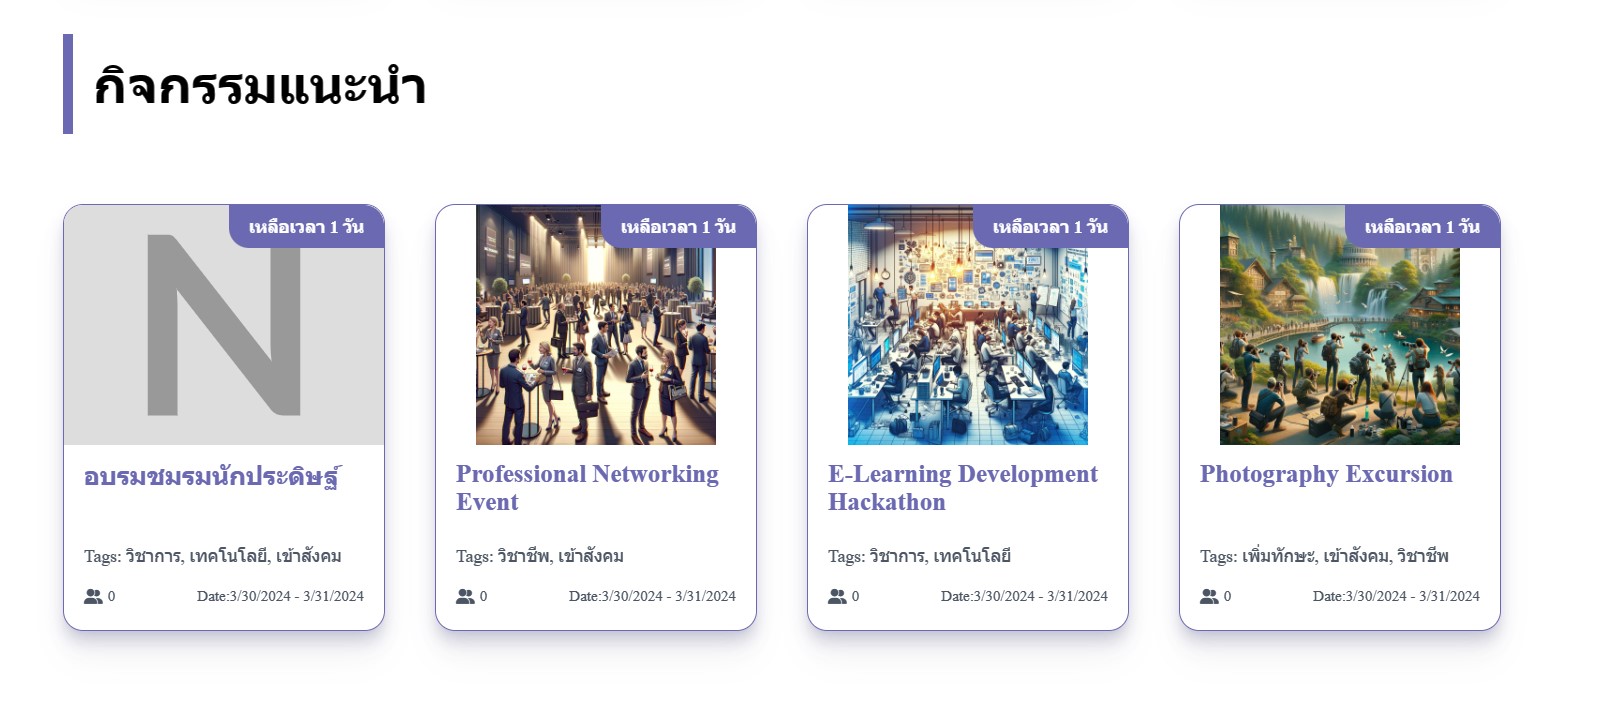 กิจกรรมแนะนำ
เหลือเวลา 1 วัน
N
อบรมชมรมนักประดิษฐ์
Tags: วิชาการ, เทคโนโลยี, เข้าสังคม
0
Date:3/30/2024 - 3/31/2024
เหลือเวลา 1 วัน
Professional Networking
Event
Tags: วิชาชีพ, เข้าสังคม
0
Date:3/30/2024 - 3/31/2024
เหลือเวลา 1 วัน
E-Learning Development
Hackathon
Tags: วิชาการ, เทคโนโลยี
0
Date:3/30/2024 - 3/31/2024
เหลือเวลา 1 วัน
Photography Excursion
Tags: เพิ่มทักษะ, เข้าสังคม, วิชาชีพ
0
Date:3/30/2024 - 3/31/2024